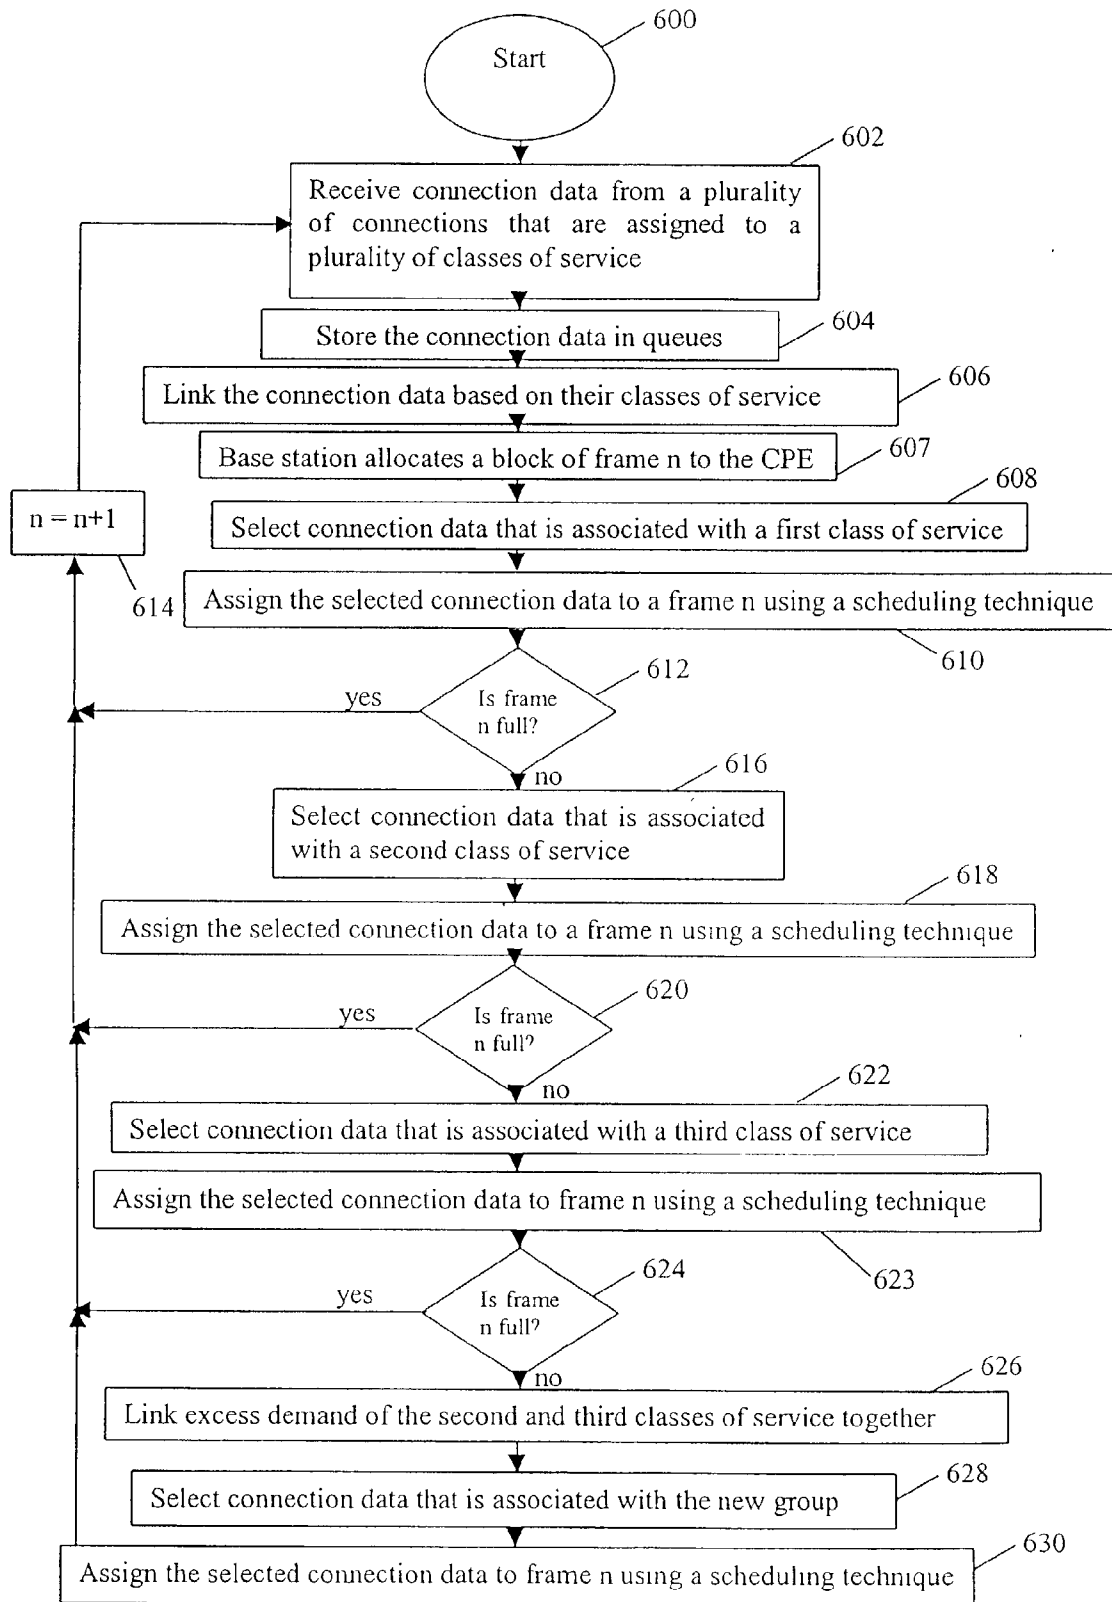 600
Start
602
Receive connection data from a plurality
of connections that are assigned to a
plurality of classes of service
604
Store the connection data in queues
606
Link the connection data based on their classes of service
607
Base station allocates a block of frame n to the CPE
608
n = n+1
Select connection data that is associated with a first class of service
614
Assign the selected connection data to a frame n using a scheduling technique
610
612
yes
Is frame
n full?
no
616
Select connection data that is associated
with a second class of service
618
Assign the selected connection data to a frame n using a scheduling technique
620
yes
Is frame
n full?
no
622
Select connection data that is associated with a third class of service
Assign the selected connection data to frame n using a scheduling technique
623
624
yes
Is frame
n full?
no
626
Link excess demand of the second and third classes of service together
628
Select connection data that is associated with the new group
630
Assign the selected connection data to frame n using a scheduling technique